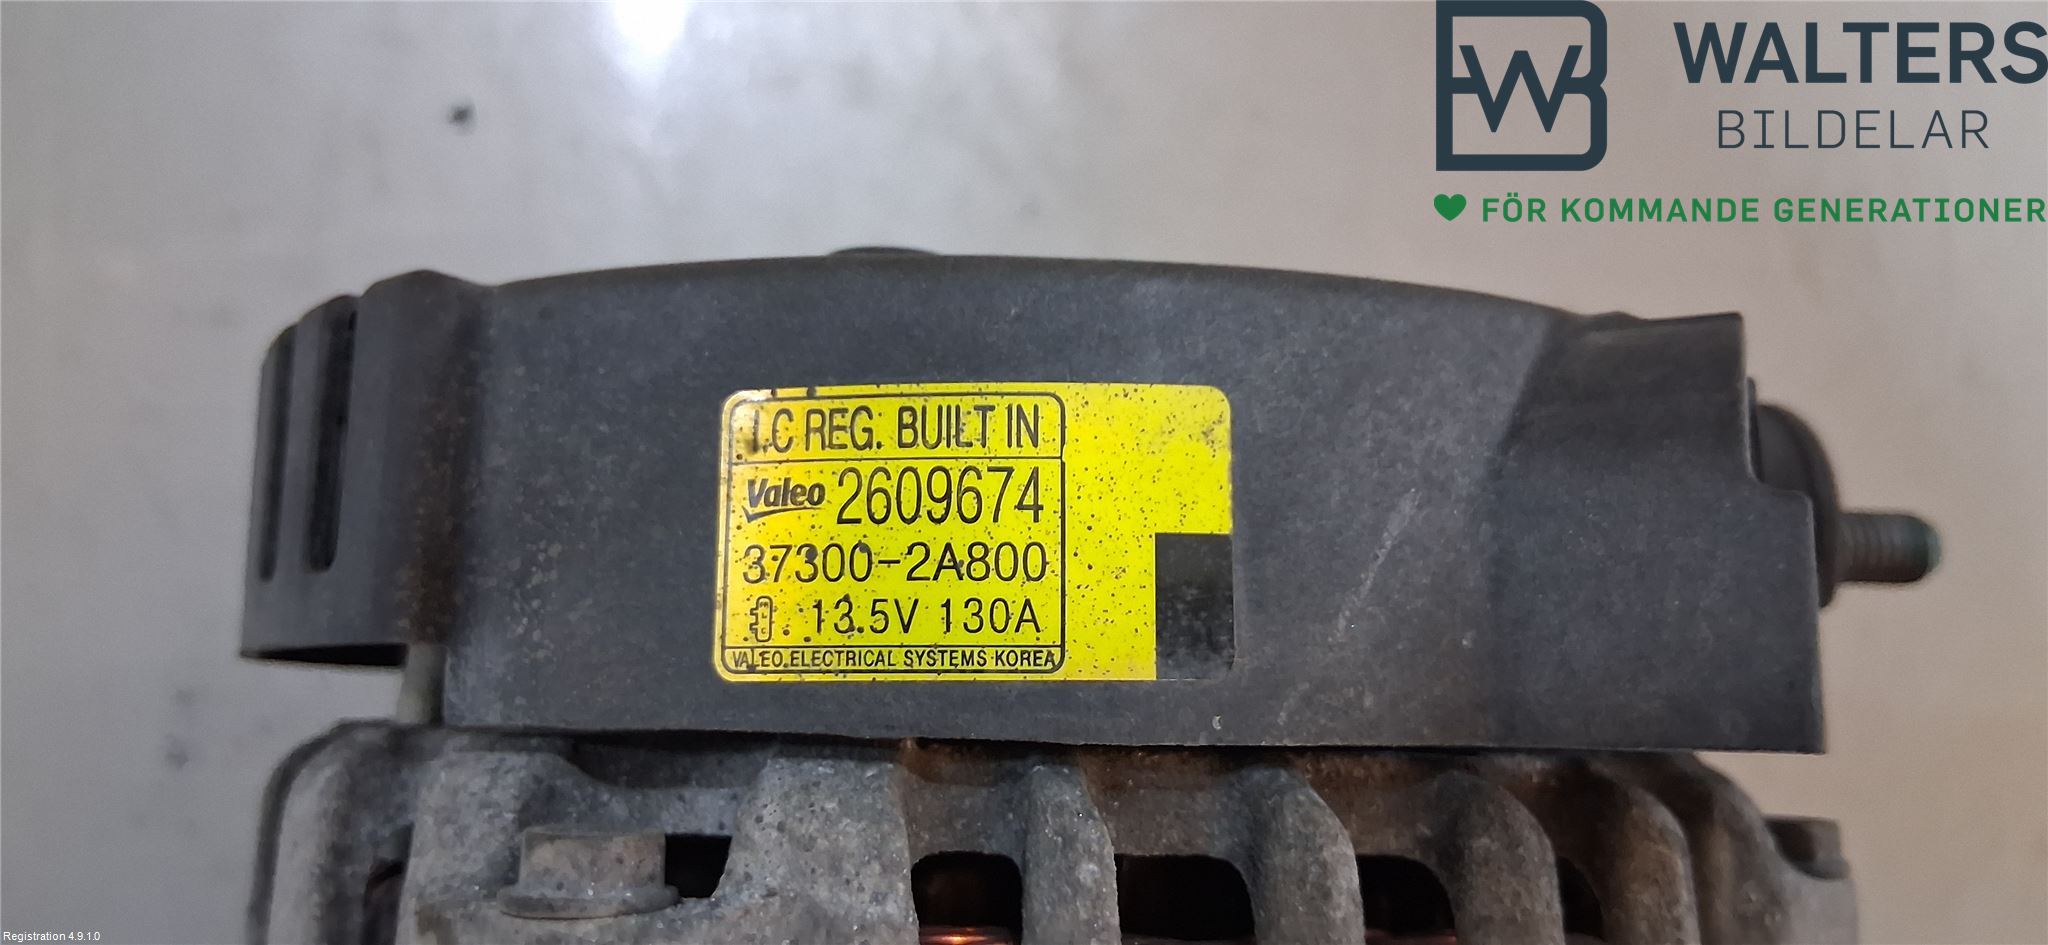 WALTERS
BILDELAR
FÖR KOMMANDE GENERATIONER
I.C REG. BUILT IN
Valeo 2609674
37300-2A800
13.5V 130A
VALEO ELECTRICAL SYSTEMS KOREA
Registration 4.9.1.0